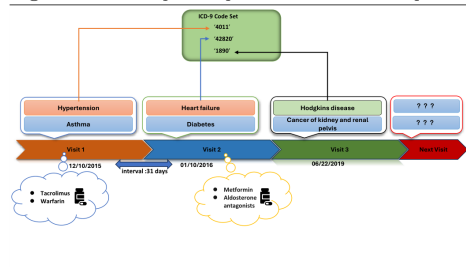 ICD-9 Code Set
'4011'
'42820'
'1890'
Hypertension
Asthma
Heart failure
Diabetes
Hodgkins disease
Cancer of kidney and renal
pelvis
? ? ?
? ? ?
Visit 1
Visit 2
Visit 3
Next Visit
12/10/2015
interval :31 days
01/10/2016
06/22/2019
Tacrolimus
Warfarin
Metformin
Aldosterone
antagonists